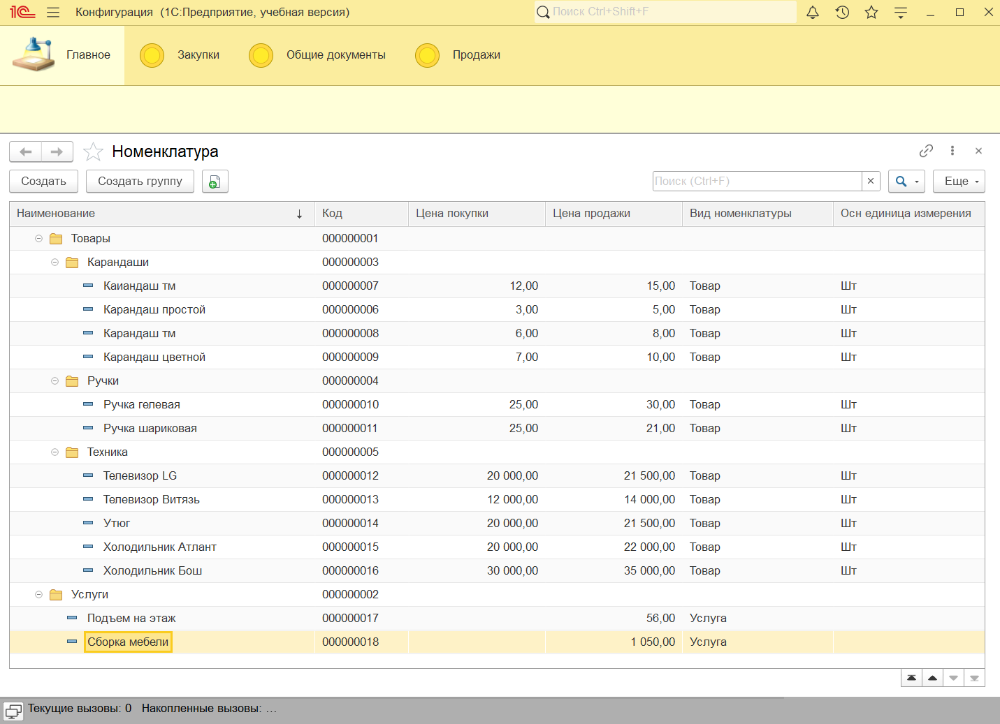 1С Конфигурация (1С:Предприятие, учебная версия) Поиск Ctrl+Shift+F
Главное Закупки Общие документы Продажи
Номенклатура
Создать Создать группу Поиск (Ctrl+F) × Еще
Наименование ↓ Код Цена покупки Цена продажи Вид номенклатуры Осн единица измерения
Товары 000000001
Карандаши 000000003
Каиандаш тм 000000007 12,00 15,00 Товар Шт
Карандаш простой 000000006 3,00 5,00 Товар Шт
Карандаш тм 000000008 6,00 8,00 Товар Шт
Карандаш цветной 000000009 7,00 10,00 Товар Шт
Ручки 000000004
Ручка гелевая 000000010 25,00 30,00 Товар Шт
Ручка шариковая 000000011 25,00 21,00 Товар Шт
Техника 000000005
Телевизор LG 000000012 20 000,00 21 500,00 Товар Шт
Телевизор Витязь 000000013 12 000,00 14 000,00 Товар Шт
Утюг 000000014 20 000,00 21 500,00 Товар Шт
Холодильник Атлант 000000015 20 000,00 22 000,00 Товар Шт
Холодильник Бош 000000016 30 000,00 35 000,00 Товар Шт
Услуги 000000002
Подъем на этаж 000000017 56,00 Услуга
Сборка мебели 000000018 1 050,00 Услуга
Текущие вызовы: 0 Накопленные вызовы: ...